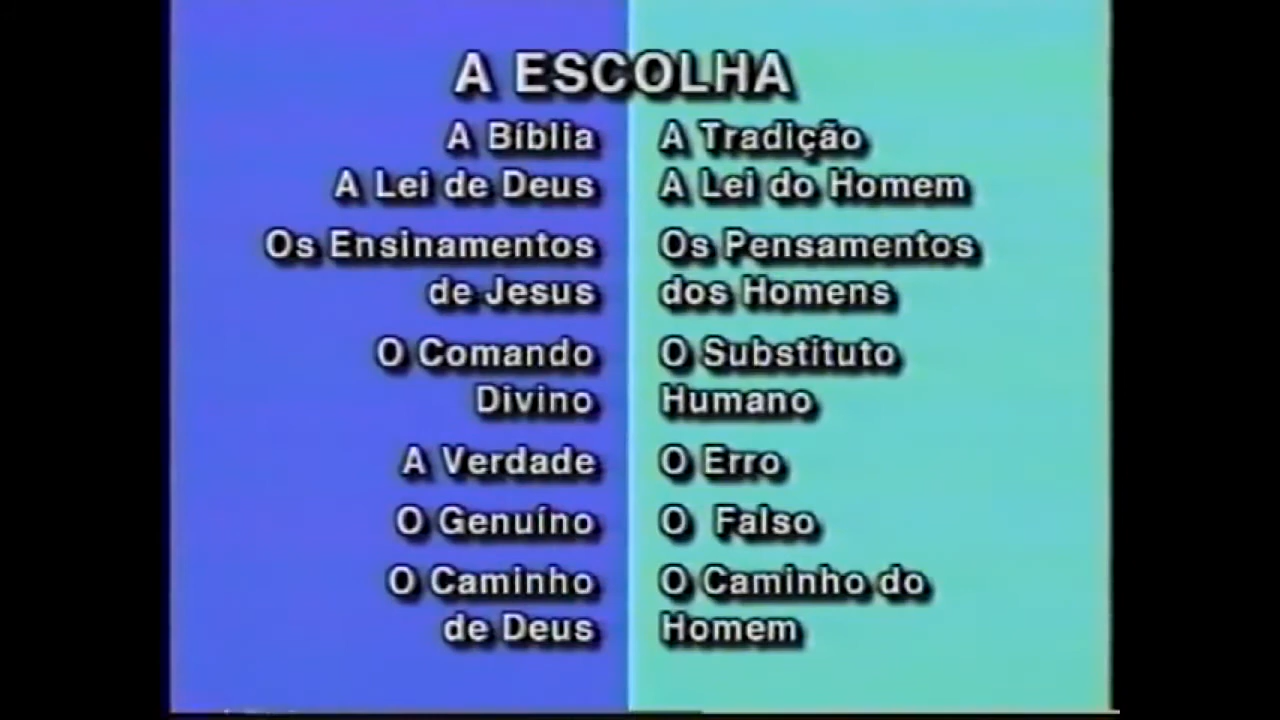 A ESCOLHA
A Bíblia A Tradição
A Lei de Deus A Lei do Homem
Os Ensinamentos Os Pensamentos
de Jesus dos Homens
O Comando O Substituto
Divino Humano
A Verdade O Erro
O Genuíno O Falso
O Caminho O Caminho do
de Deus Homem